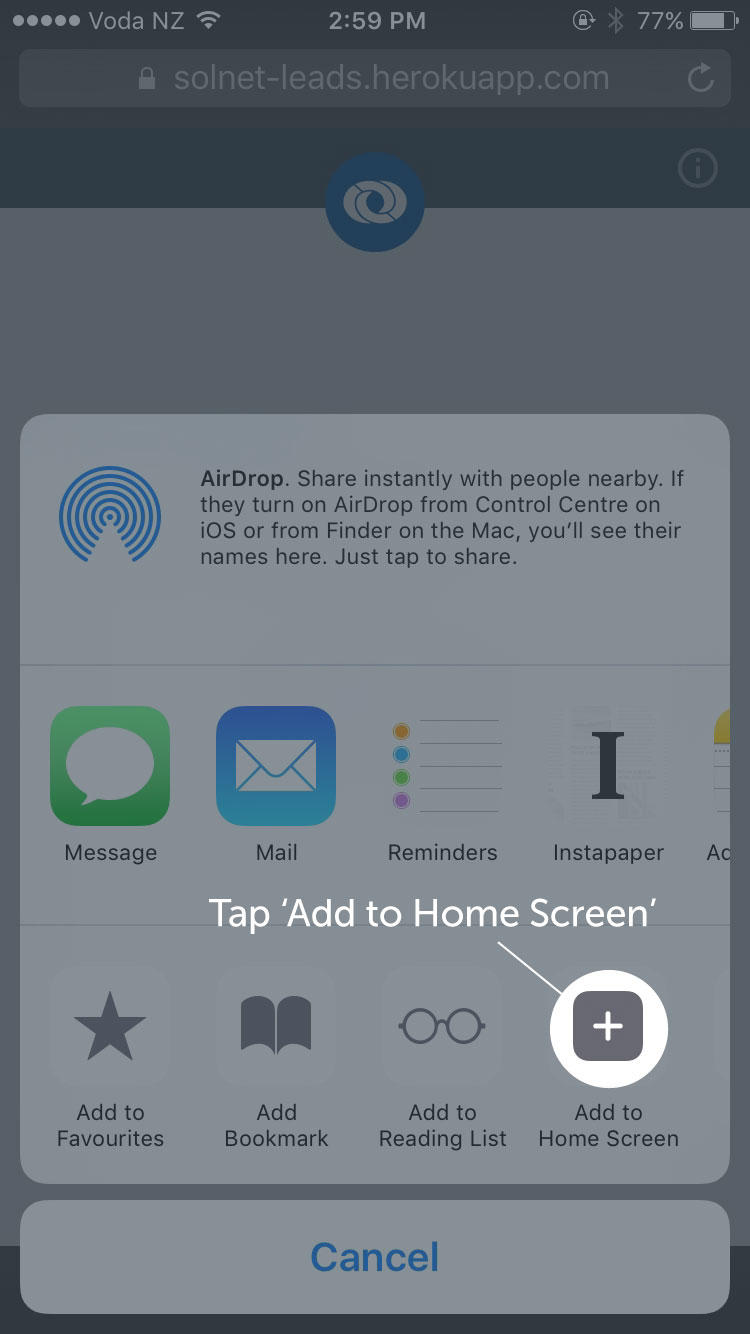 Voda NZ 2:59 PM 77%
solnet-leads.herokuapp.com
AirDrop. Share instantly with people nearby. If
they turn on AirDrop from Control Centre on
iOS or from Finder on the Mac, you’ll see their
names here. Just tap to share.
Message Mail Reminders Instapaper Ad
Tap ‘Add to Home Screen’
Add to Add Add to Add to
Favourites Bookmark Reading List Home Screen
Cancel